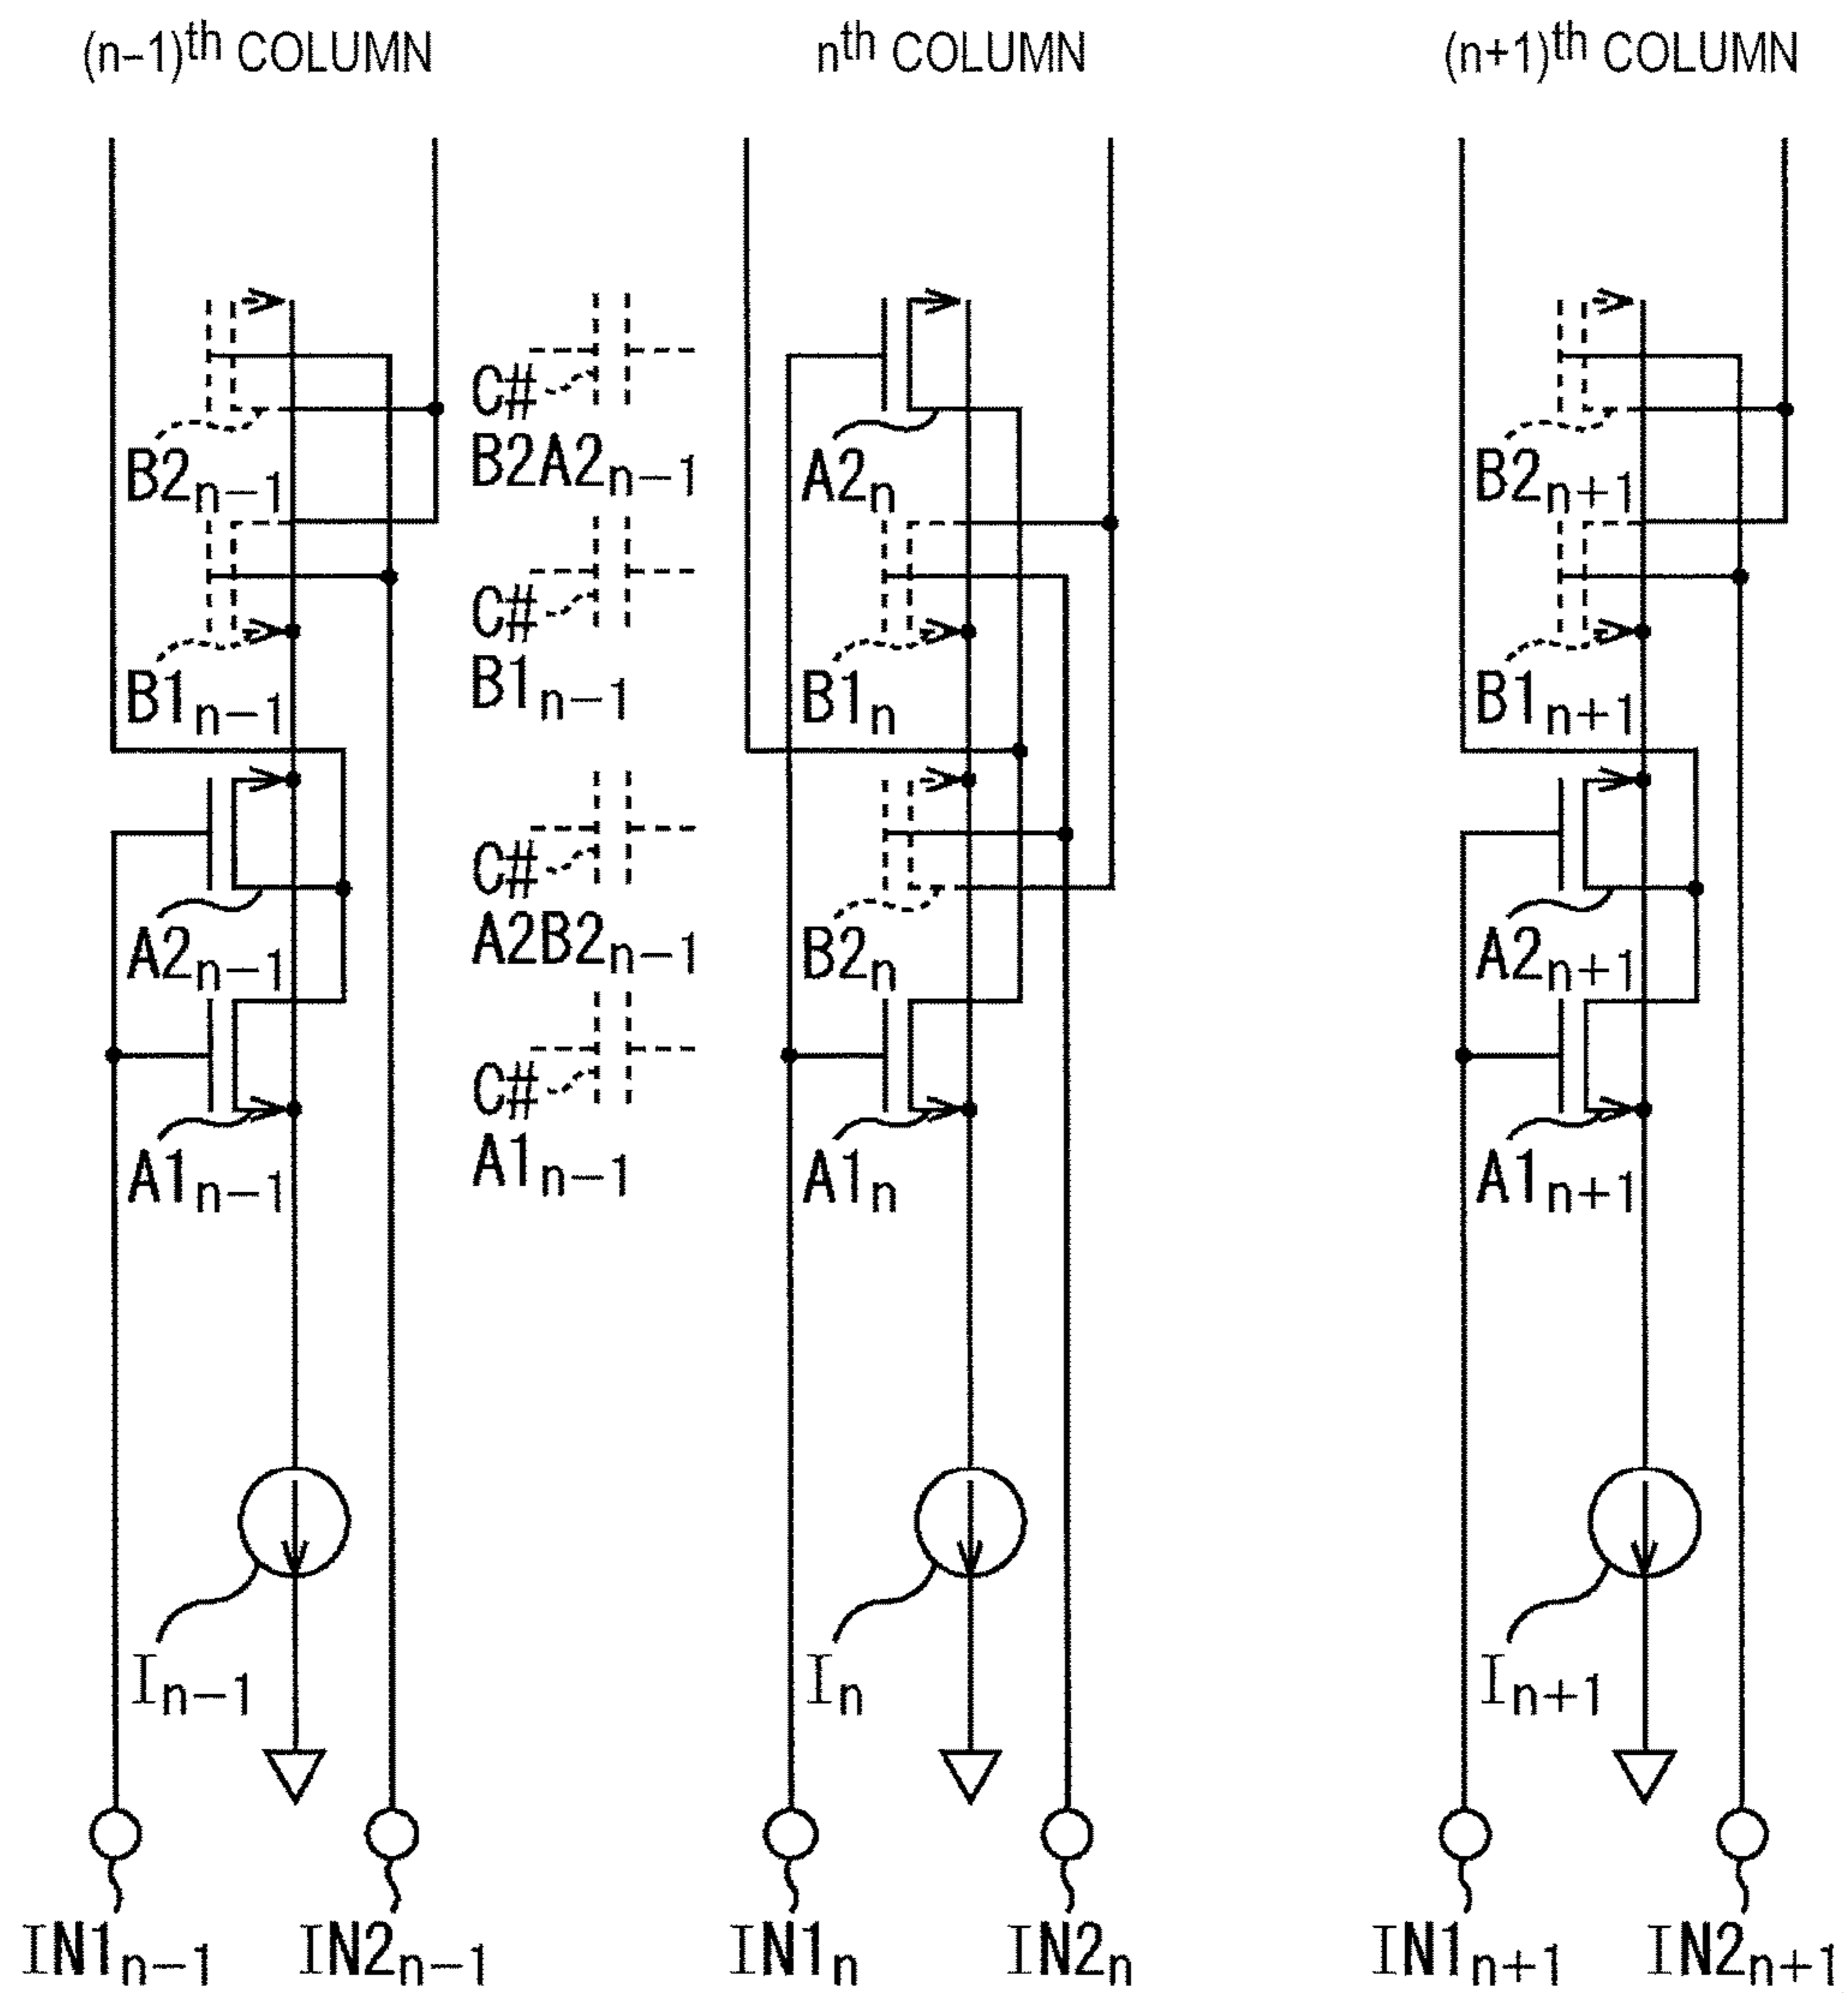 (n−1)th COLUMN
nth COLUMN
(n+1)th COLUMN
C#
B2n−1
B2A2n−1
A2n
B2n+1
C#
B1n−1
B1n−1
B1n
B1n+1
C#
A2n−1
A2B2n−1
B2n
A2n+1
C#
A1n−1
A1n−1
A1n
A1n+1
In−1
In
In+1
IN1n−1
IN2n−1
IN1n
IN2n
IN1n+1
IN2n+1